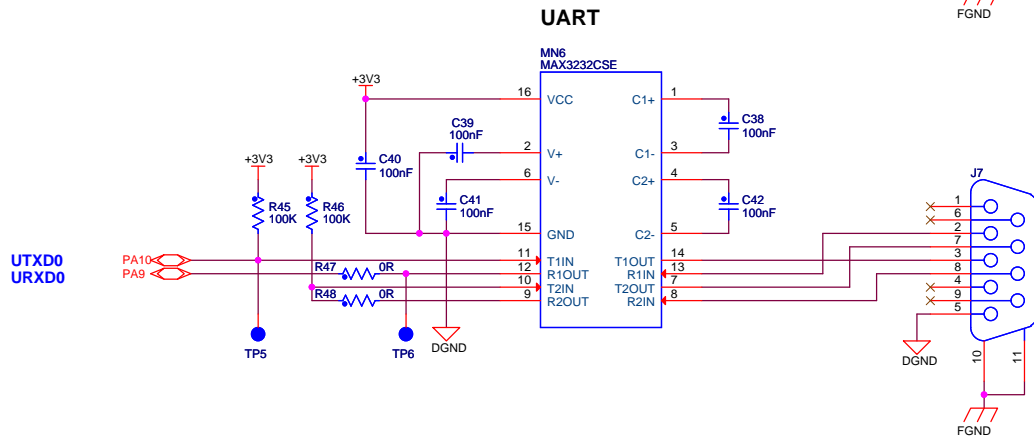 FGND
UART
MN6
MAX3232CSE
+3V3
16 VCC C1+ 1
C39
100nF
C38
100nF
2 V+ C1- 3
+3V3 +3V3
C40
100nF
6 V- C2+ 4
J7
R45
100K
R46
100K
C41
100nF
C42
100nF
15 GND C2- 5
1
6
2
7
3
8
4
9
5
UTXD0 PA10 11 T1IN T1OUT 14
URXD0 PA9 R47 0R 12 R1OUT R1IN 13
10 T2IN T2OUT 7
R48 0R 9 R2OUT R2IN 8
TP5 TP6 DGND DGND
10 11
FGND